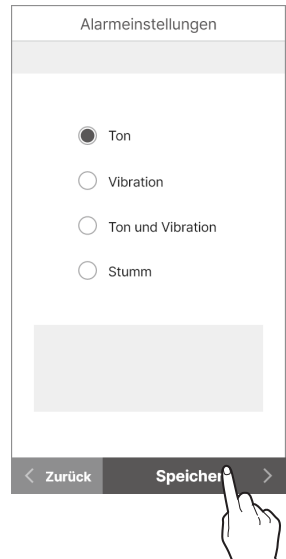 Alarmeinstellungen
Ton
Vibration
Ton und Vibration
Stumm
Zurück Speichern